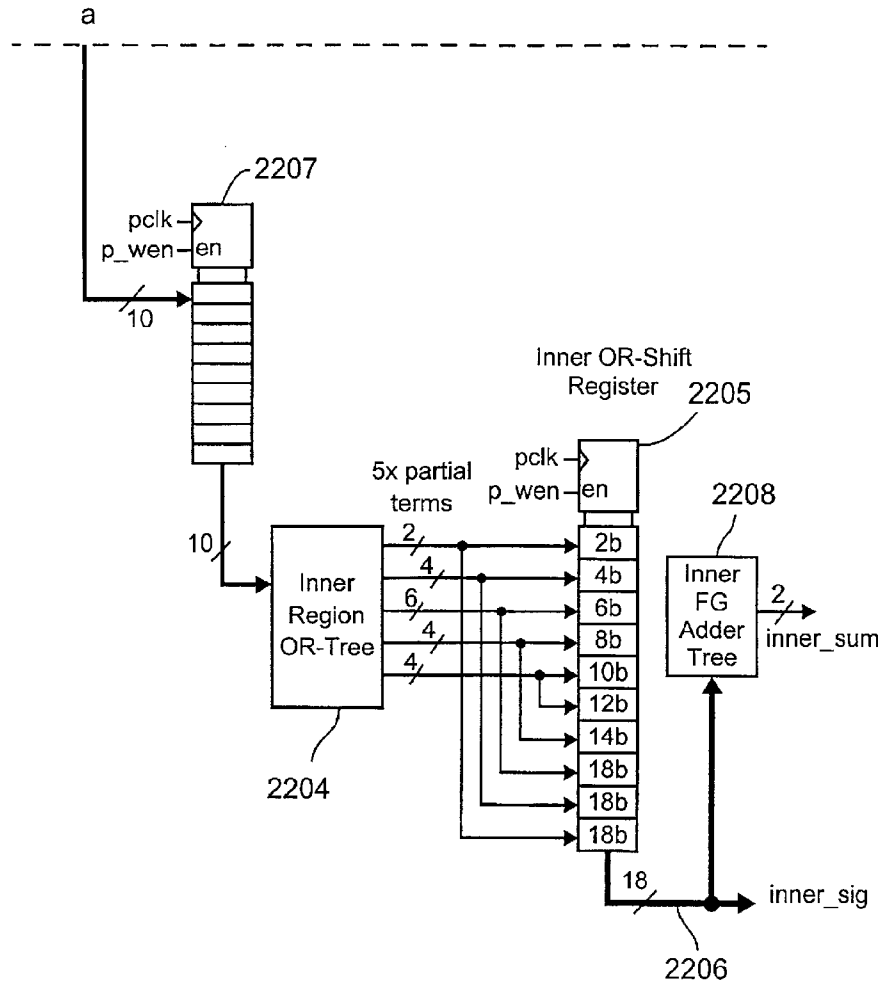 a
2207
pclk
p_wen
en
10
Inner OR-Shift
Register
2205
pclk
p_wen
en
5x partial
terms
10
Inner
Region
OR-Tree
2204
2
4
6
4
4
2b
4b
6b
8b
10b
12b
14b
18b
18b
18b
2208
Inner
FG
Adder
Tree
2
inner_sum
18
inner_sig
2206